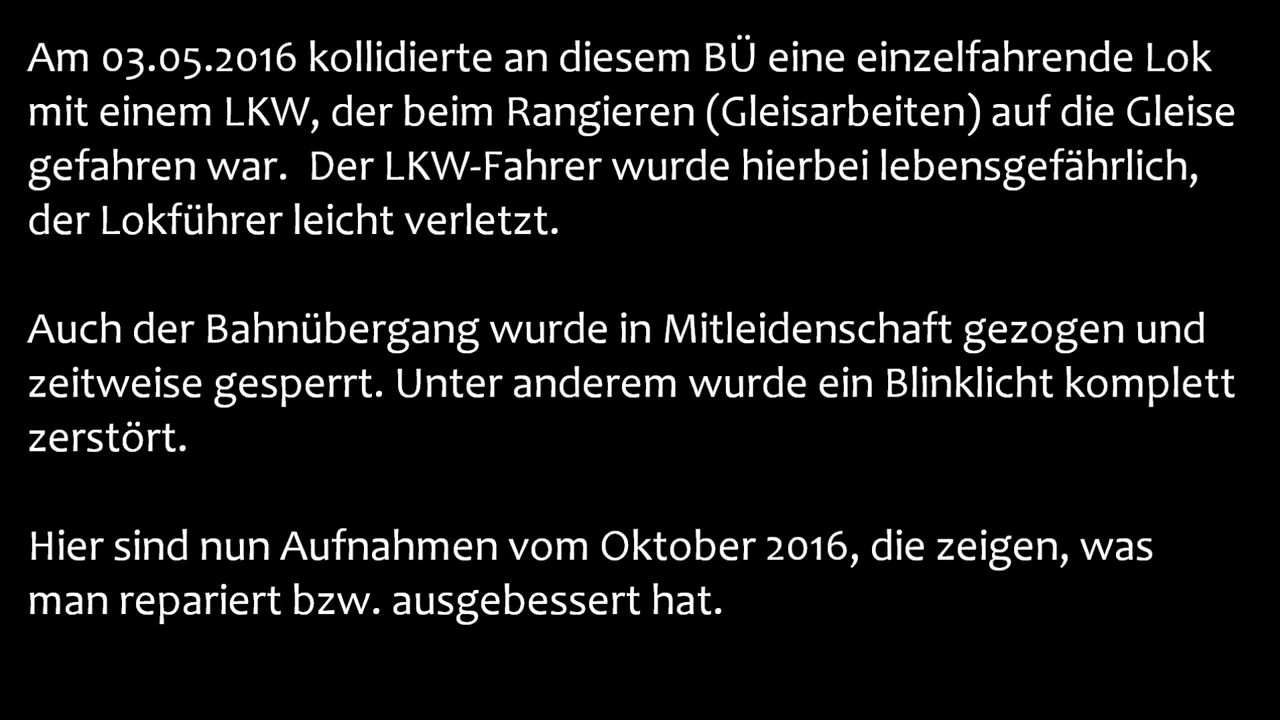 Am 03.05.2016 kollidierte an diesem BÜ eine einzelfahrende Lok
mit einem LKW, der beim Rangieren (Gleisarbeiten) auf die Gleise
gefahren war.  Der LKW-Fahrer wurde hierbei lebensgefährlich,
der Lokführer leicht verletzt.
Auch der Bahnübergang wurde in Mitleidenschaft gezogen und
zeitweise gesperrt. Unter anderem wurde ein Blinklicht komplett
zerstört.
Hier sind nun Aufnahmen vom Oktober 2016, die zeigen, was
man repariert bzw. ausgebessert hat.